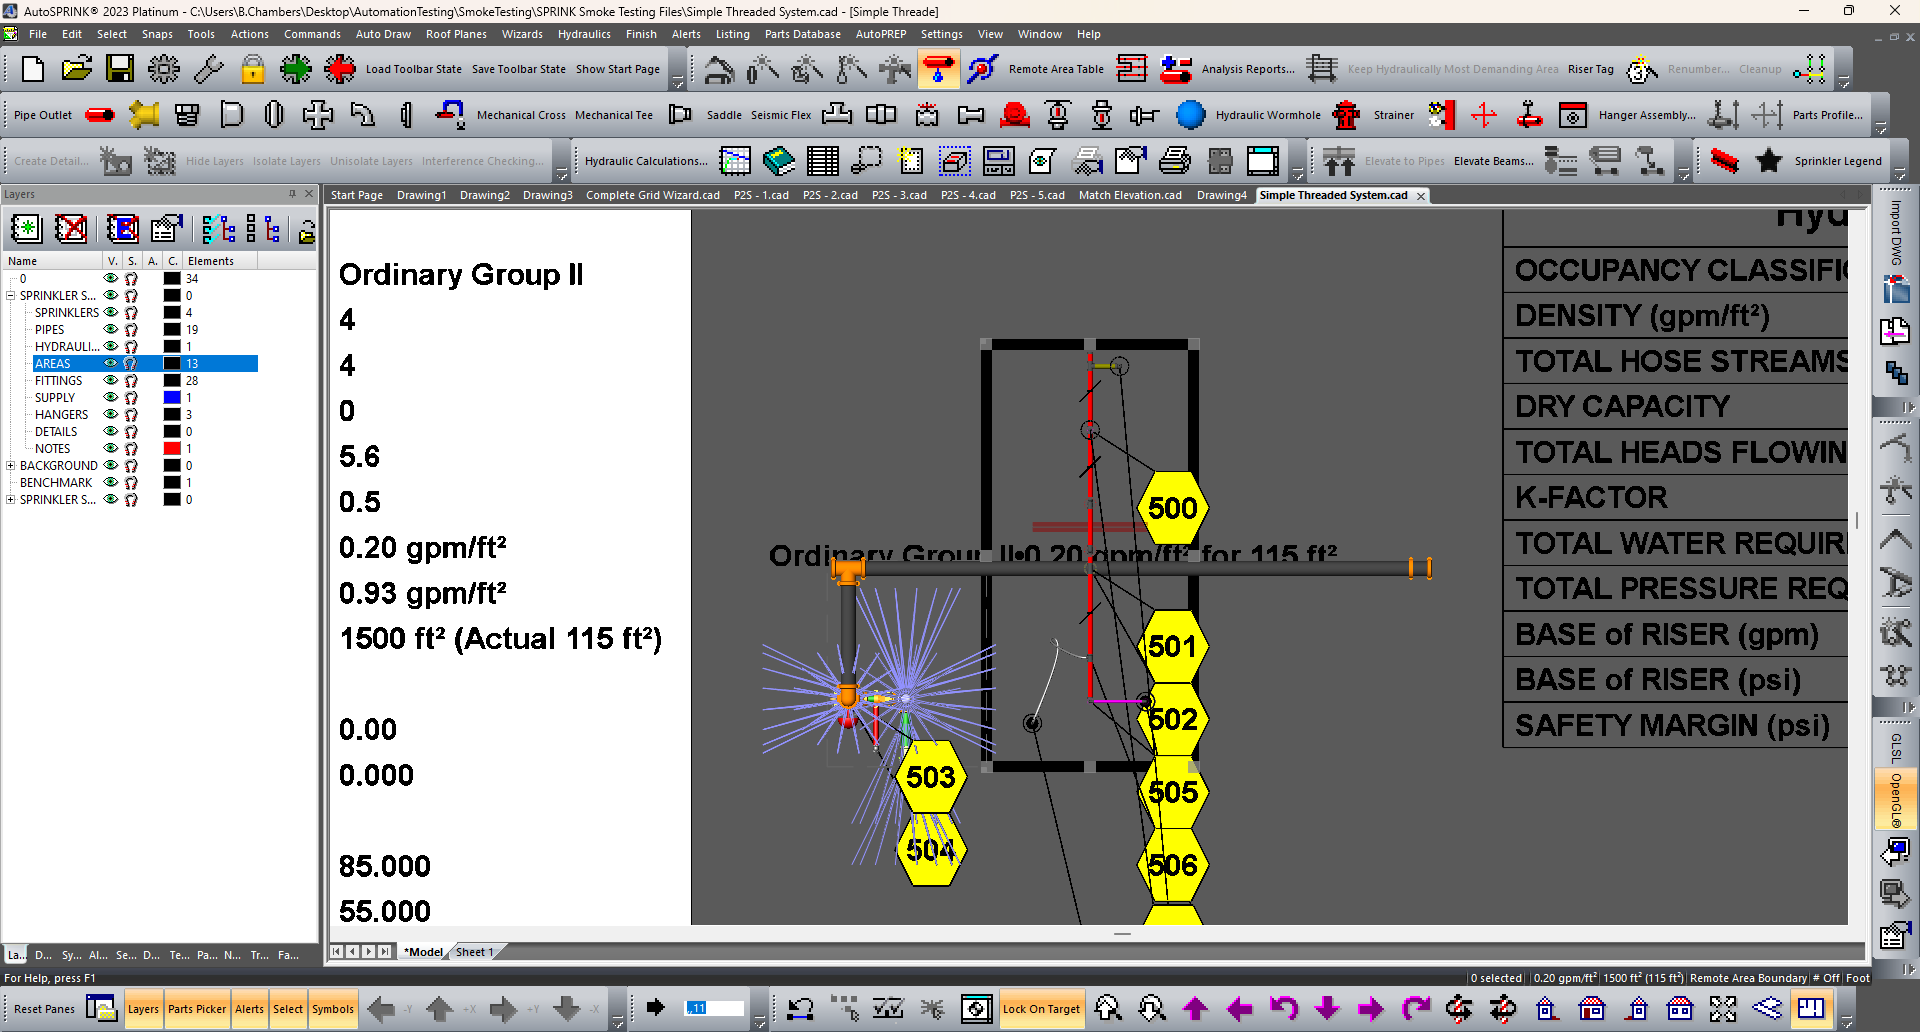 AutoSPRINK® 2023 Platinum - C:\Users\B.Chambers\Desktop\AutomationTesting\SmokeTesting\SPRINK Smoke Testing Files\Simple Threaded System.cad - [Simple Threade]
File Edit Select Snaps Tools Actions Commands Auto Draw Roof Planes Wizards Hydraulics Finish Alerts Listing Parts Database AutoPREP Settings View Window Help
Load Toolbar State Save Toolbar State Show Start Page Remote Area Table Analysis Reports... Keep Hydraulically Most Demanding Area Riser Tag Renumber... Cleanup
Pipe Outlet Mechanical Cross Mechanical Tee Saddle Seismic Flex Hydraulic Wormhole Strainer Hanger Assembly... Parts Profile...
Create Detail... Hide Layers Isolate Layers Unisolate Layers Interference Checking... Hydraulic Calculations... Elevate to Pipes Elevate Beams... Sprinkler Legend
Layers
Start Page Drawing1 Drawing2 Drawing3 Complete Grid Wizard.cad P2S - 1.cad P2S - 2.cad P2S - 3.cad P2S - 4.cad P2S - 5.cad Match Elevation.cad Drawing4 Simple Threaded System.cad
Name V. S. A. C. Elements
0 34
SPRINKLER S... 0
SPRINKLERS 4
PIPES 19
HYDRAULI... 1
AREAS 13
FITTINGS 28
SUPPLY 1
HANGERS 3
DETAILS 0
NOTES 1
BACKGROUND 0
BENCHMARK 1
SPRINKLER S... 0
Ordinary Group II
4
4
0
5.6
0.5
0.20 gpm/ft²
0.93 gpm/ft²
1500 ft² (Actual 115 ft²)
0.00
0.000
85.000
55.000
Ordinary Group II•0.20 gpm/ft² for 115 ft²
500
501
502
503
504
505
506
Hyd
OCCUPANCY CLASSIFI
DENSITY (gpm/ft²)
TOTAL HOSE STREAMS
DRY CAPACITY
TOTAL HEADS FLOWIN
K-FACTOR
TOTAL WATER REQUIR
TOTAL PRESSURE REQ
BASE of RISER (gpm)
BASE of RISER (psi)
SAFETY MARGIN (psi)
Import DWG
GLSL
OpenGL®
La... D... Sy... Al... Se... D... Te... Pa... N... Tr... Fa...
*Model Sheet 1
For Help, press F1
0 selected 0.20 gpm/ft² 1500 ft² (115 ft²) Remote Area Boundary # Off Foot
Reset Panes Layers Parts Picker Alerts Select Symbols -Y +X +Y -X ,,11 Lock On Target